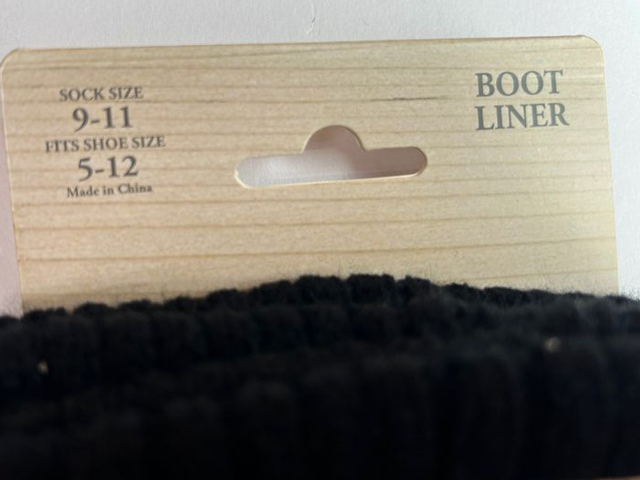 SOCK SIZE
9-11
FITS SHOE SIZE
5-12
Made in China
BOOT
LINER